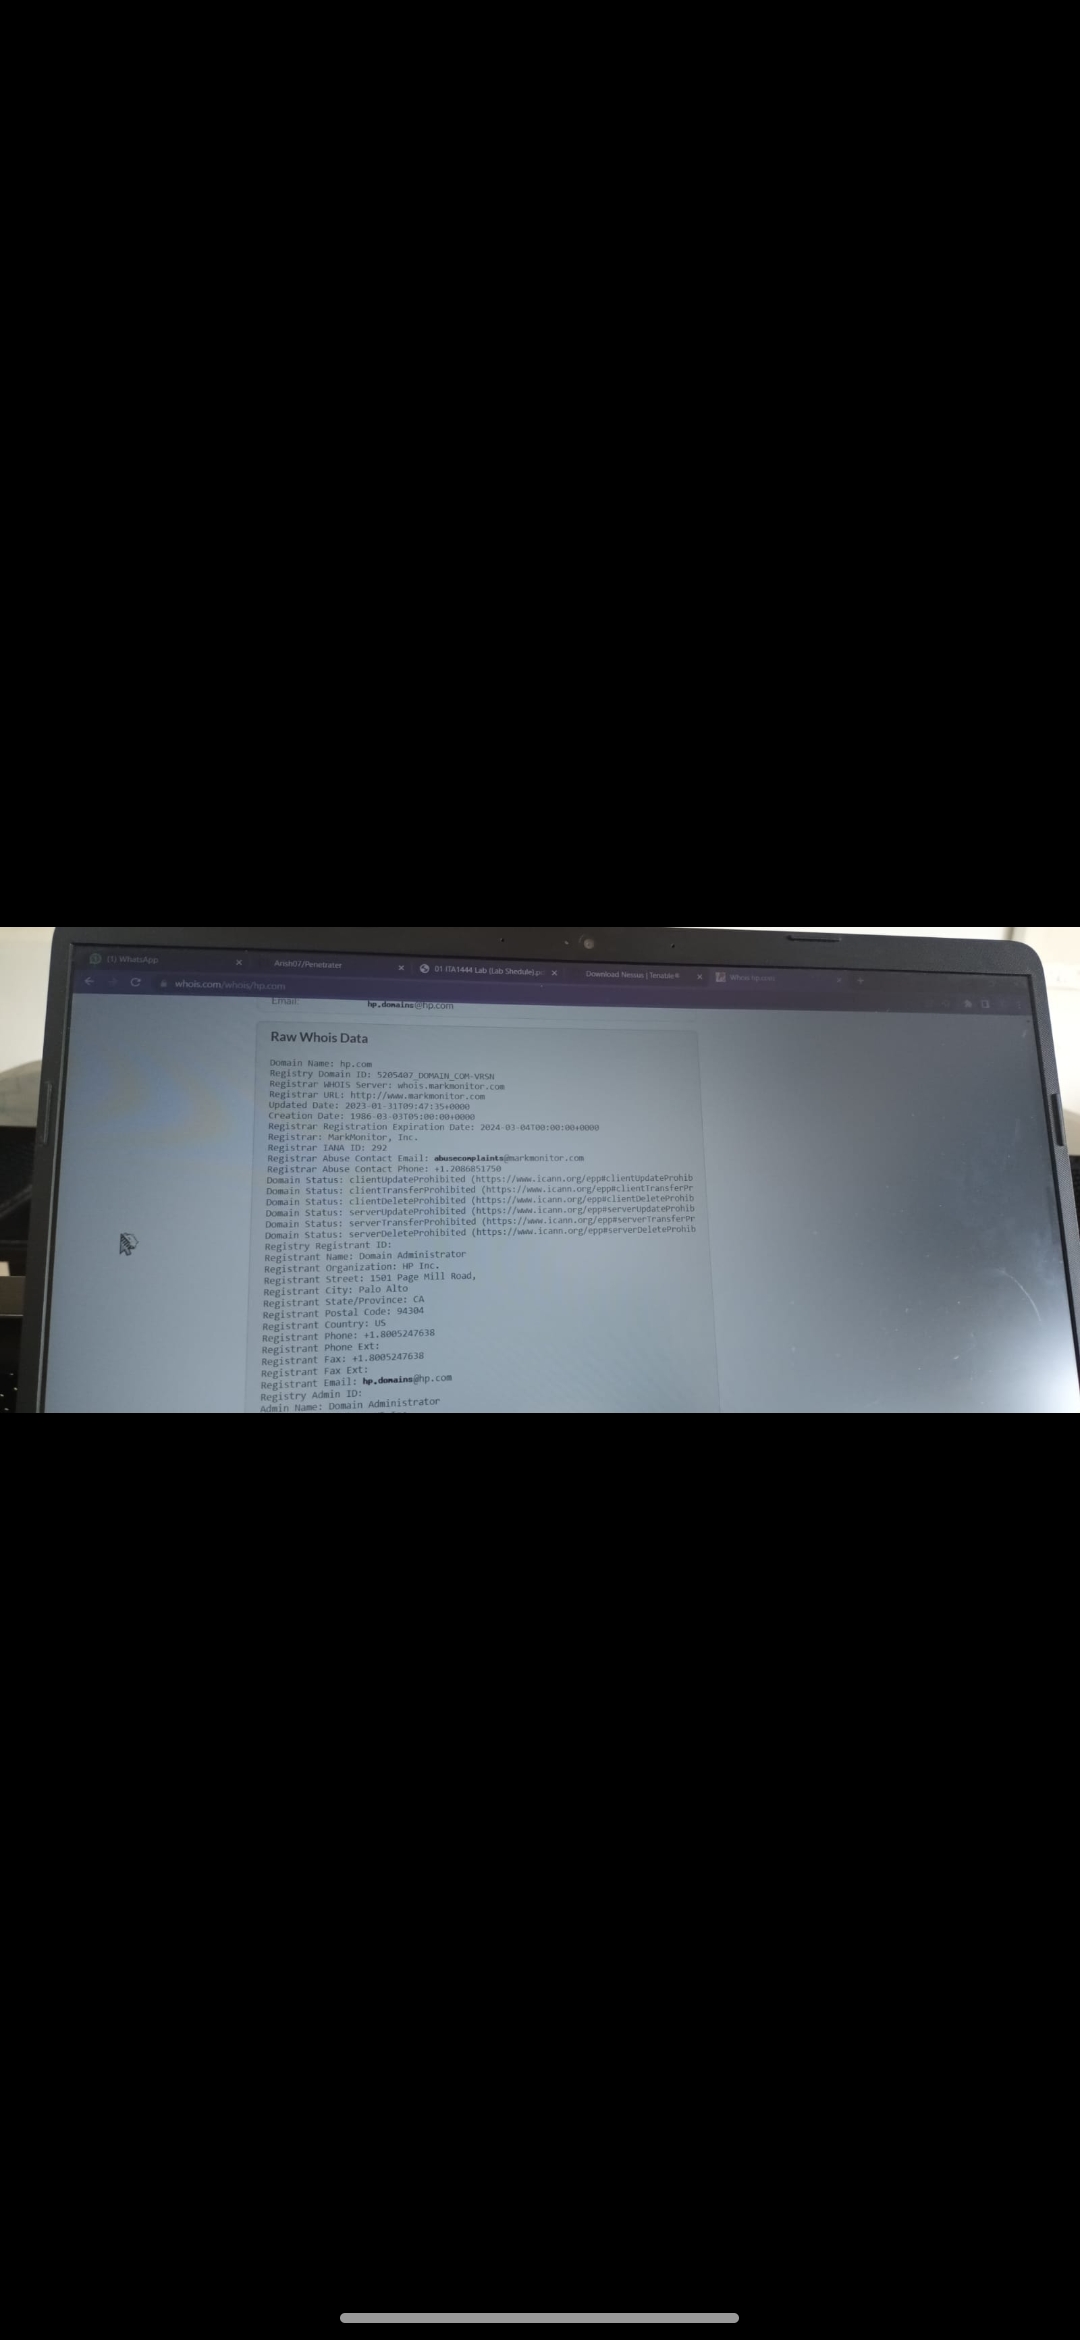 (1) WhatsApp
Arish07/Penetrater
01 ITA1444 Lab (Lab Shedule).p
Download Nessus | Tenable®
Whois hp.com
whois.com/whois/hp.com
Email: hp.domains@hp.com
Raw Whois Data
Domain Name: hp.com
Registry Domain ID: 5205407_DOMAIN_COM-VRSN
Registrar WHOIS Server: whois.markmonitor.com
Registrar URL: http://www.markmonitor.com
Updated Date: 2023-01-31T09:47:35+0000
Creation Date: 1986-03-03T05:00:00+0000
Registrar Registration Expiration Date: 2024-03-04T00:00:00+0000
Registrar: MarkMonitor, Inc.
Registrar IANA ID: 292
Registrar Abuse Contact Email: abusecomplaints@markmonitor.com
Registrar Abuse Contact Phone: +1.2086851750
Domain Status: clientUpdateProhibited (https://www.icann.org/epp#clientUpdateProhib
Domain Status: clientTransferProhibited (https://www.icann.org/epp#clientTransferPr
Domain Status: clientDeleteProhibited (https://www.icann.org/epp#clientDeleteProhib
Domain Status: serverUpdateProhibited (https://www.icann.org/epp#serverUpdateProhib
Domain Status: serverTransferProhibited (https://www.icann.org/epp#serverTransferPr
Domain Status: serverDeleteProhibited (https://www.icann.org/epp#serverDeleteProhib
Registry Registrant ID:
Registrant Name: Domain Administrator
Registrant Organization: HP Inc.
Registrant Street: 1501 Page Mill Road,
Registrant City: Palo Alto
Registrant State/Province: CA
Registrant Postal Code: 94304
Registrant Country: US
Registrant Phone: +1.8005247638
Registrant Phone Ext:
Registrant Fax: +1.8005247638
Registrant Fax Ext:
Registrant Email: hp.domains@hp.com
Registry Admin ID:
Admin Name: Domain Administrator